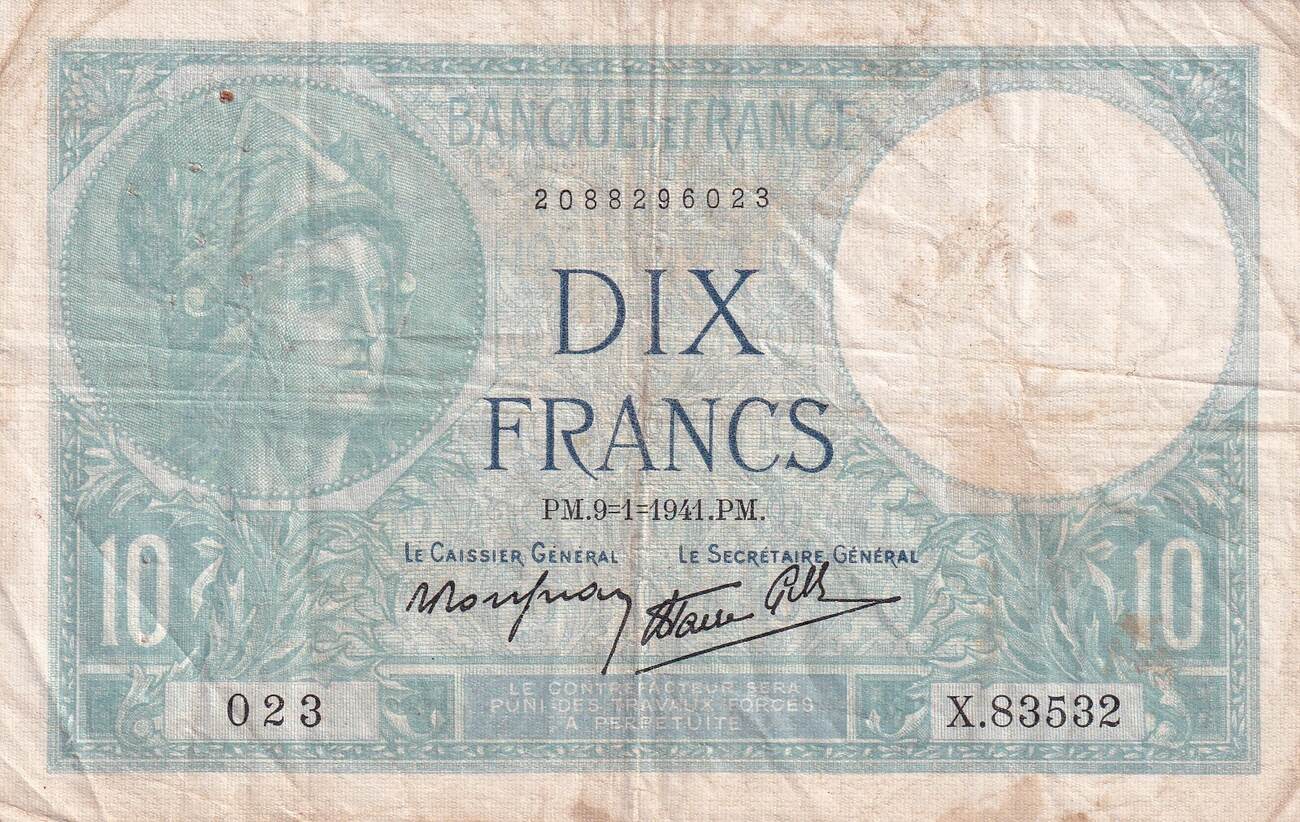 BANQUE DE FRANCE
2088296023
DIX
FRANCS
PM.9=1=1941.PM.
LE CAISSIER GÉNÉRAL LE SECRÉTAIRE GÉNÉRAL
10 10
LE CONTREFACTEUR SERA
PUNI DES TRAVAUX FORCÉS
À PERPÉTUITÉ
023 X.83532